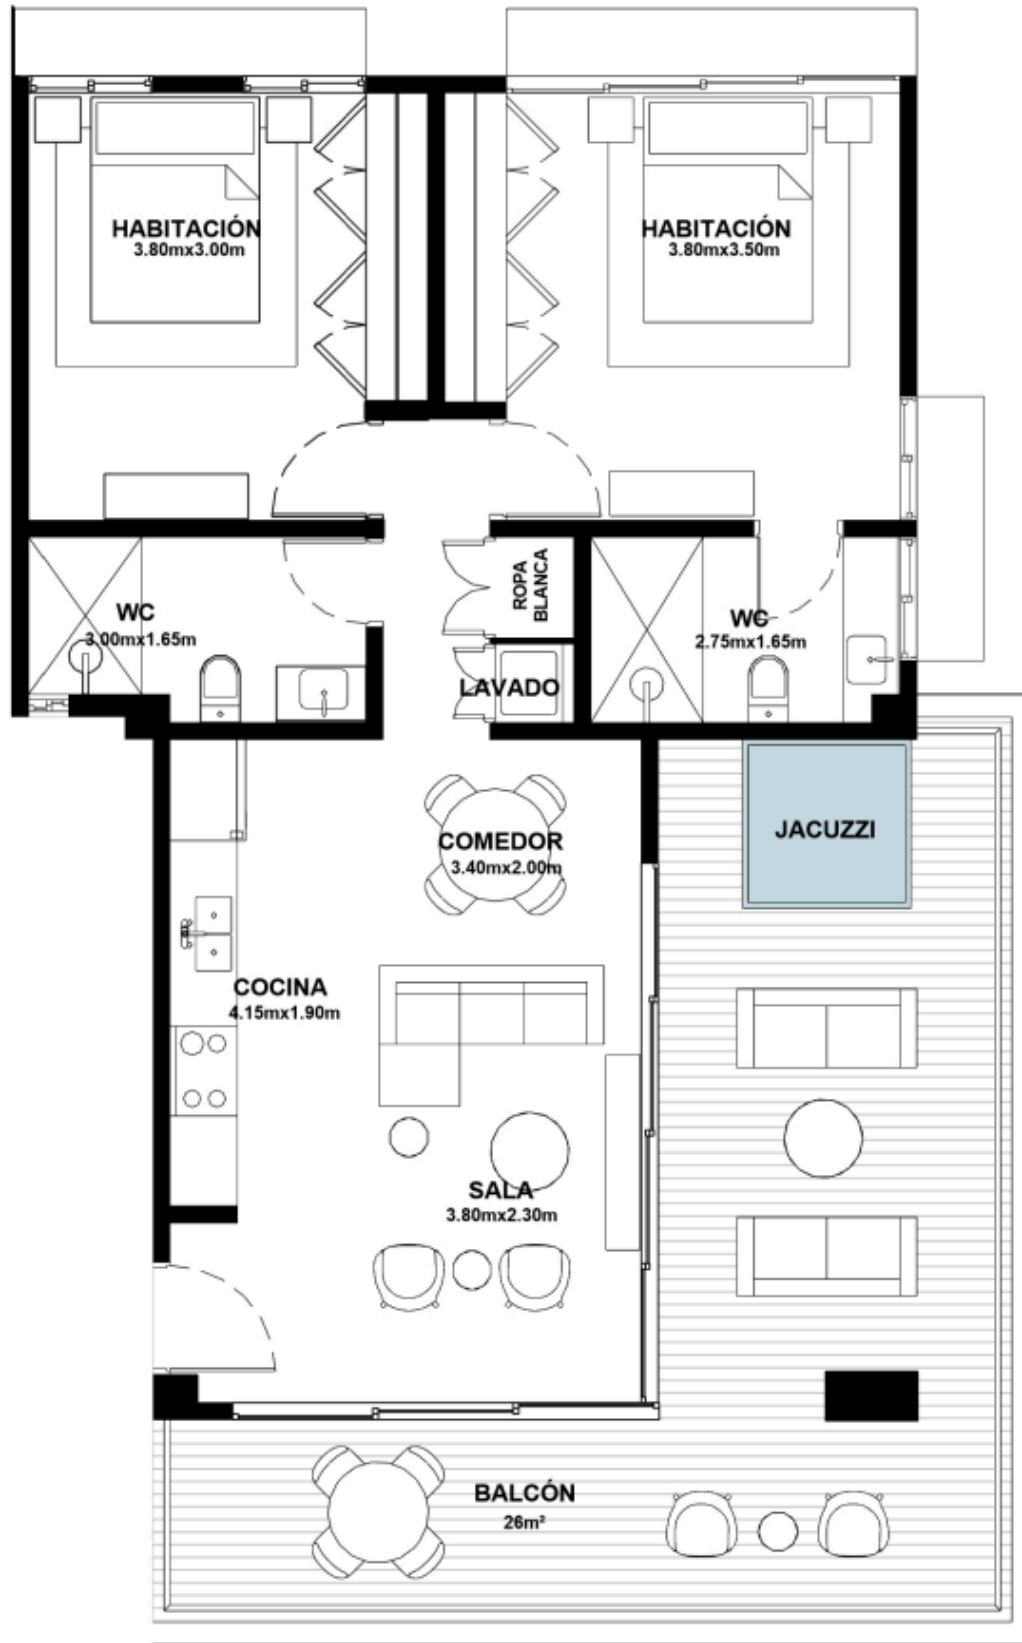 HABITACIÓN
3.80mx3.00m
HABITACIÓN
3.80mx3.50m
ROPA
BLANCA
WC
3.00mx1.65m
WC
2.75mx1.65m
LAVADO
COMEDOR
3.40mx2.00m
JACUZZI
COCINA
4.15mx1.90m
SALA
3.80mx2.30m
BALCÓN
26m²